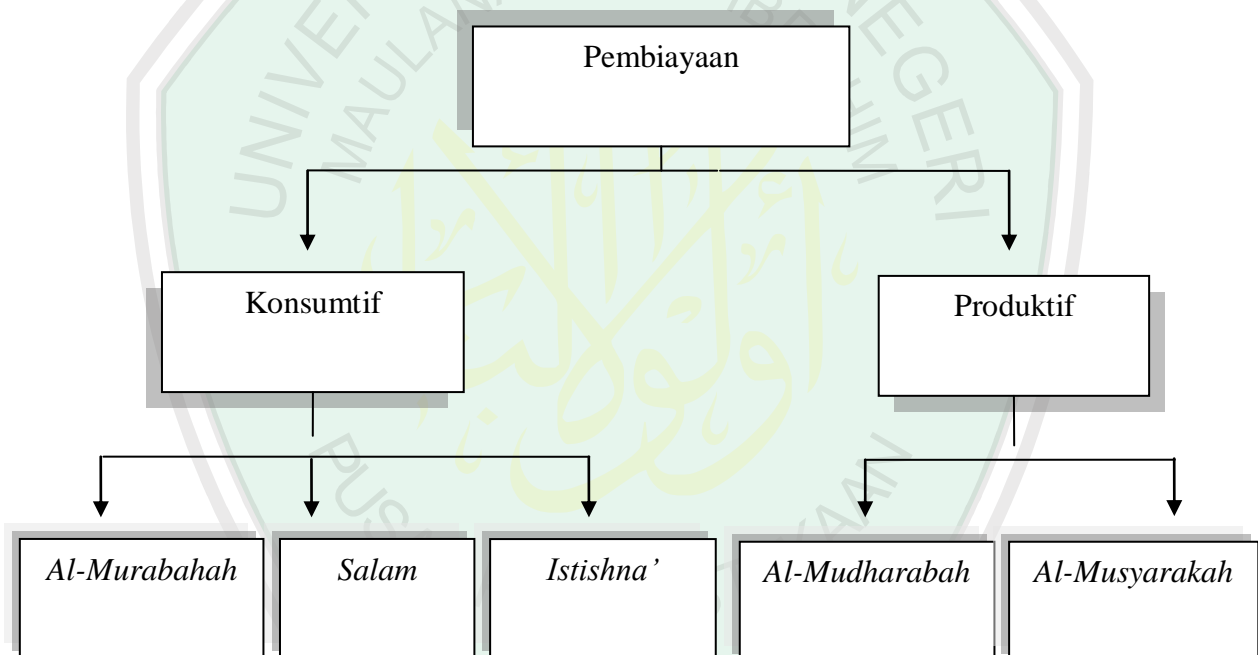 Pembiayaan
Konsumtif
Produktif
Al-Murabahah
Salam
Istishna’
Al-Mudharabah
Al-Musyarakah